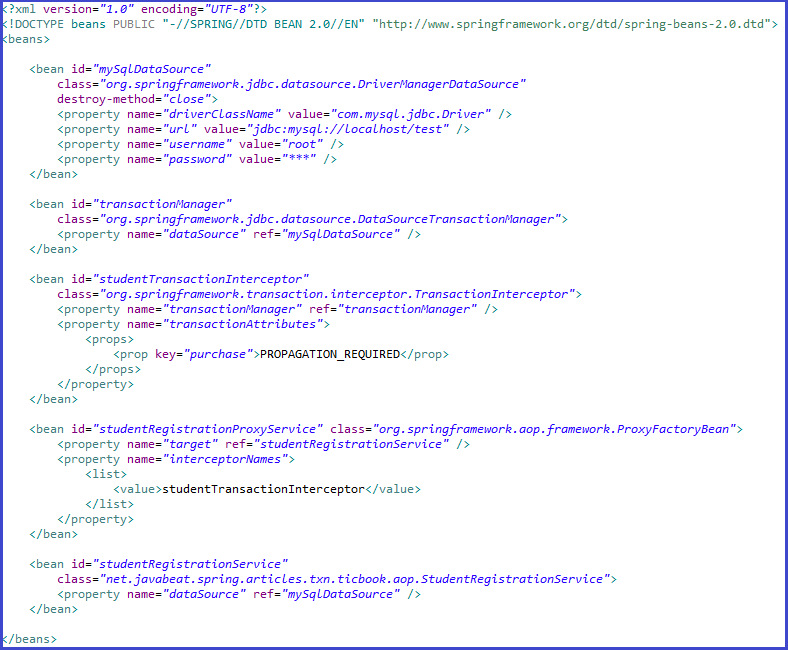 <?xml version="1.0" encoding="UTF-8"?>
<!DOCTYPE beans PUBLIC "-//SPRING//DTD BEAN 2.0//EN" "http://www.springframework.org/dtd/spring-beans-2.0.dtd">
<beans>
<bean id="mySqlDataSource"
class="org.springframework.jdbc.datasource.DriverManagerDataSource"
destroy-method="close">
<property name="driverClassName" value="com.mysql.jdbc.Driver" />
<property name="url" value="jdbc:mysql://localhost/test" />
<property name="username" value="root" />
<property name="password" value="***" />
</bean>
<bean id="transactionManager"
class="org.springframework.jdbc.datasource.DataSourceTransactionManager">
<property name="dataSource" ref="mySqlDataSource" />
</bean>
<bean id="studentTransactionInterceptor"
class="org.springframework.transaction.interceptor.TransactionInterceptor">
<property name="transactionManager" ref="transactionManager" />
<property name="transactionAttributes">
<props>
<prop key="purchase">PROPAGATION_REQUIRED</prop>
</props>
</property>
</bean>
<bean id="studentRegistrationProxyService" class="org.springframework.aop.framework.ProxyFactoryBean">
<property name="target" ref="studentRegistrationService" />
<property name="interceptorNames">
<list>
<value>studentTransactionInterceptor</value>
</list>
</property>
</bean>
<bean id="studentRegistrationService"
class="net.javabeat.spring.articles.txn.ticbook.aop.StudentRegistrationService">
<property name="dataSource" ref="mySqlDataSource" />
</bean>
</beans>